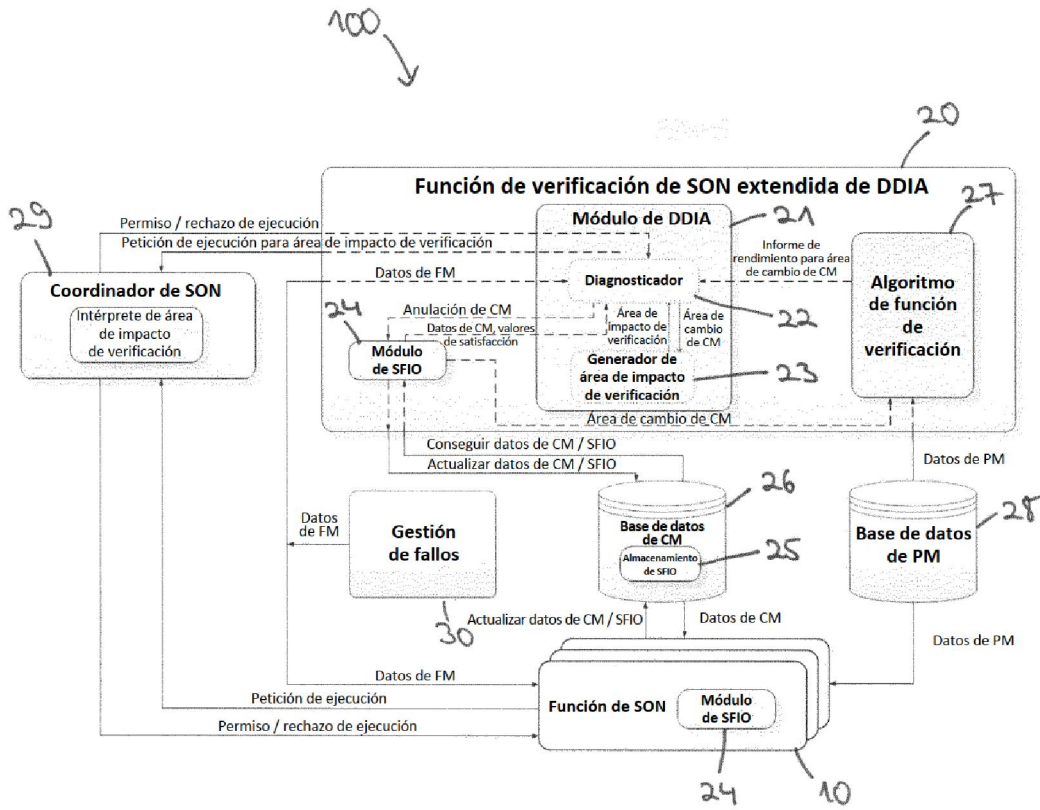 100
20
Función de verificación de SON extendida de DDIA
29
Permiso / rechazo de ejecución
Petición de ejecución para área de impacto de verificación
Módulo de DDIA
21
27
Informe de
rendimiento para área
de cambio de CM
Datos de FM
Diagnosticador
22
Coordinador de SON
Intérprete de área
de impacto
de verificación
24
Anulación de CM
Datos de CM, valores
de satisfacción
Área de
impacto de
verificación
Área de
cambio
de CM
Algoritmo
de función
de
verificación
Módulo
de SFIO
Generador de
área de impacto
de verificación
23
Área de cambio de CM
Conseguir datos de CM / SFIO
Actualizar datos de CM / SFIO
Datos de PM
26
28
Datos
de FM
Gestión
de fallos
Base de datos
de CM
Almacenamiento
de SFIO
25
Base de datos
de PM
30
Actualizar datos de CM / SFIO
Datos de CM
Datos de PM
Datos de FM
Petición de ejecución
Permiso / rechazo de ejecución
Función de SON
Módulo
de SFIO
24
10